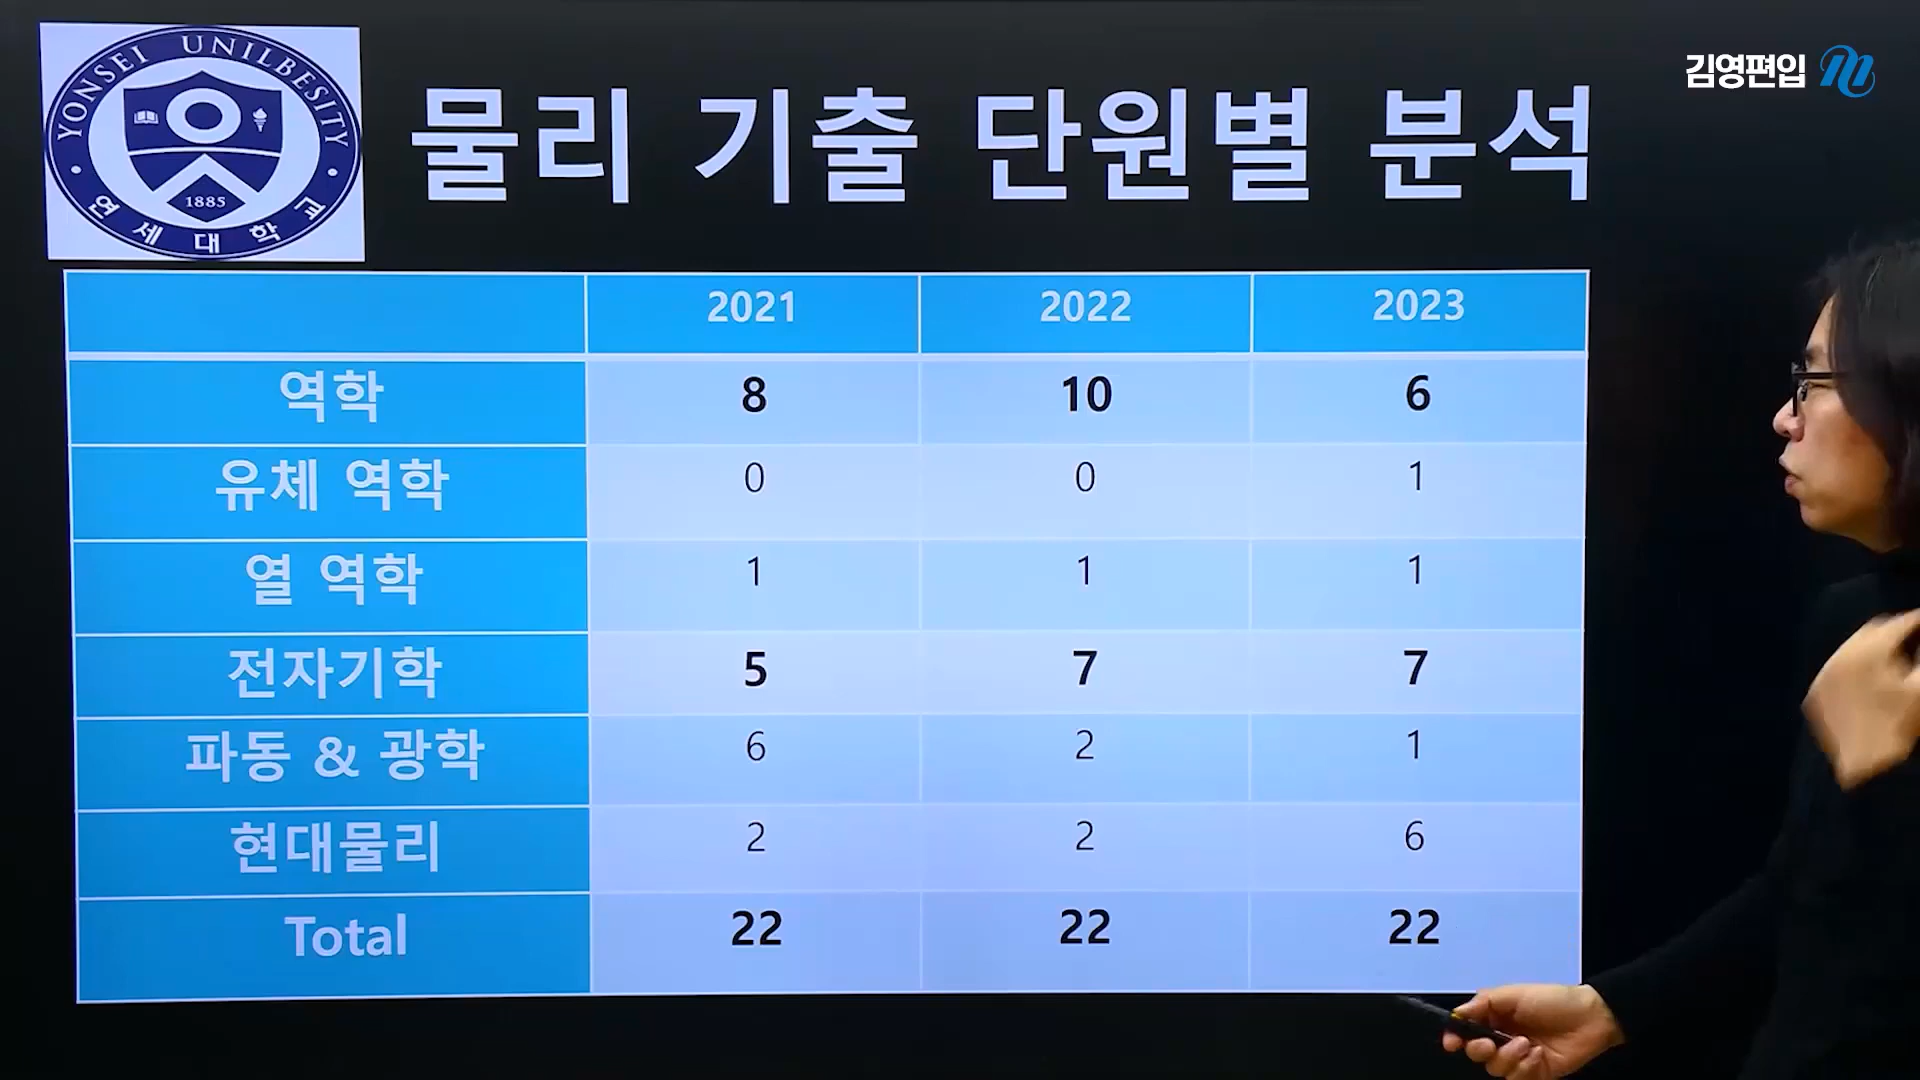 YONSEI UNILBESITY
1885
연세대학교
물리 기출 단원별 분석
김영편입
2021 2022 2023
역학 8 10 6
유체 역학 0 0 1
열 역학 1 1 1
전자기학 5 7 7
파동 & 광학 6 2 1
현대물리 2 2 6
Total 22 22 22